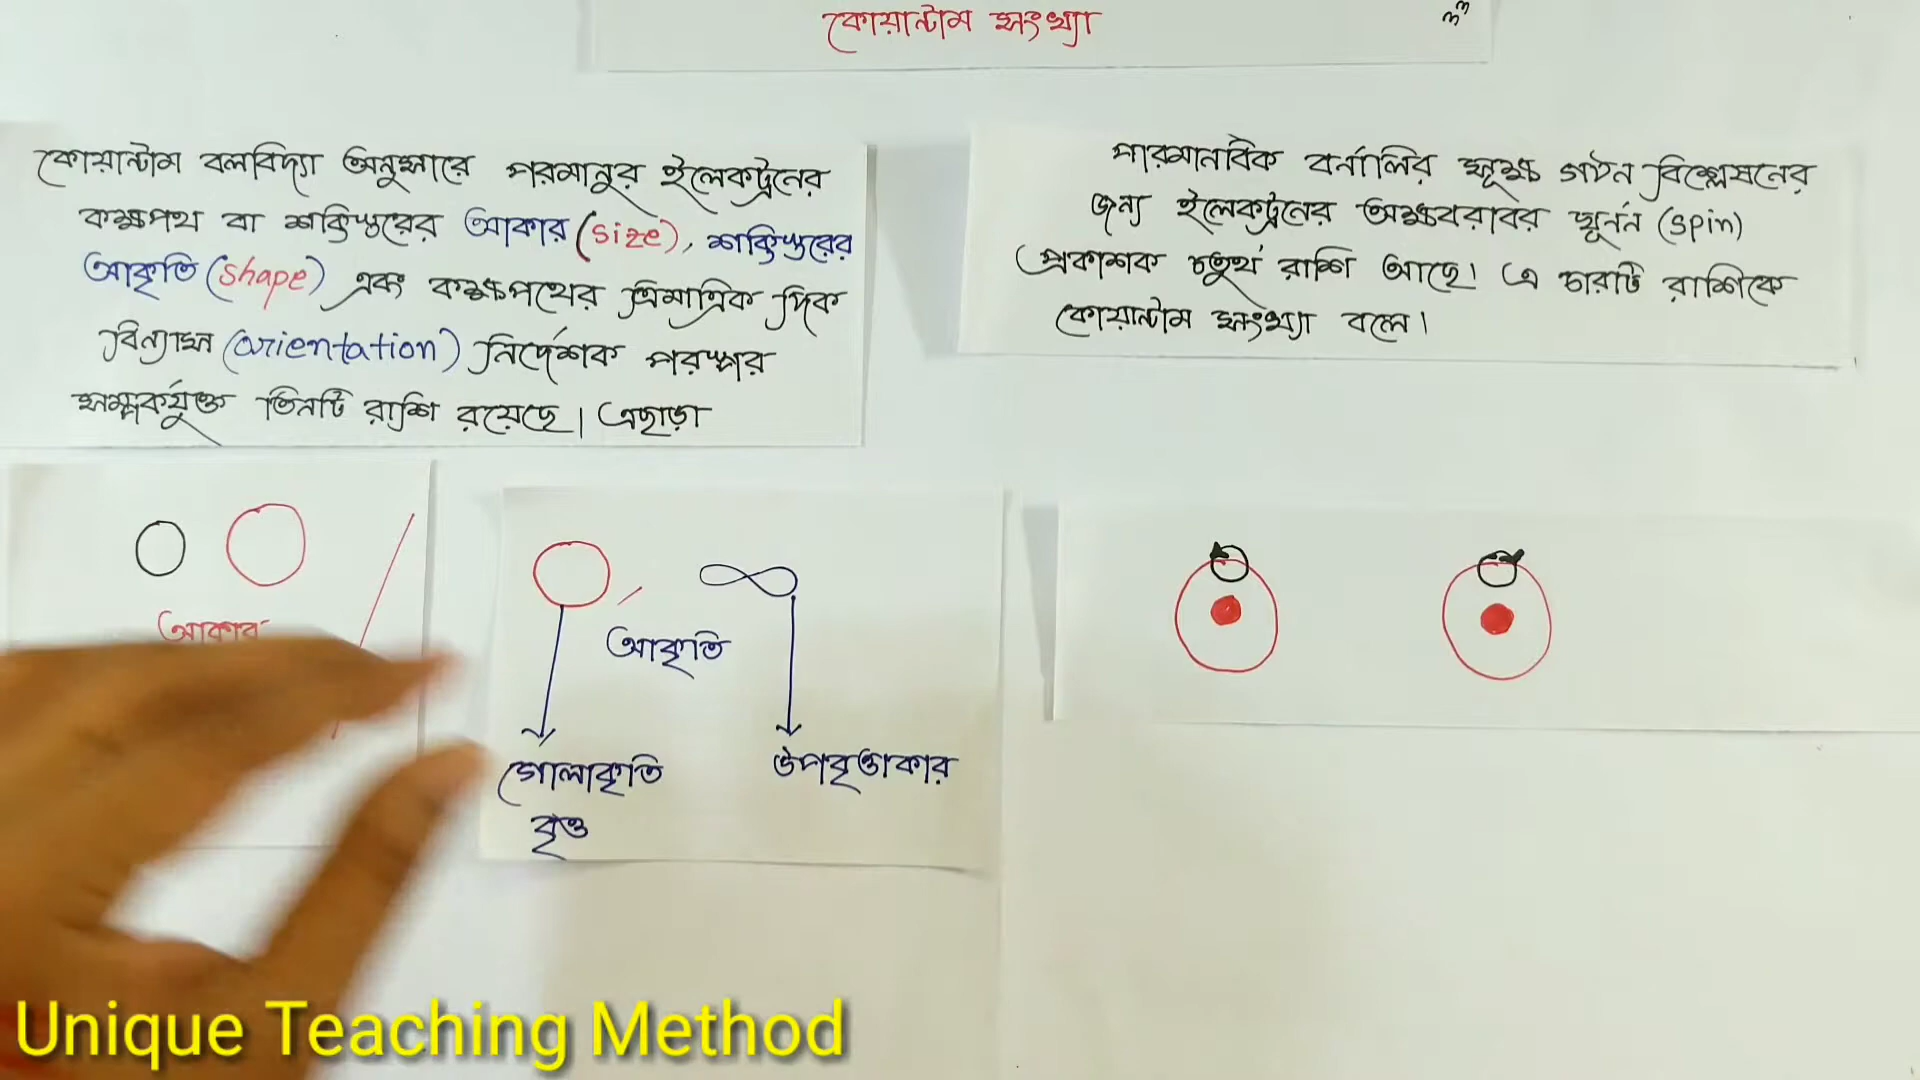 কোয়ান্টাম সংখ্যা
৩৩
কোয়ান্টাম বলবিদ্যা অনুসারে পরমানুর ইলেকট্রনের
কক্ষপথ বা শক্তিস্তরের আকার (size), শক্তিস্তরের
আকৃতি (shape) এবং কক্ষপথের ত্রিমাত্রিক দিক
বিন্যাস (orientation) নির্দেশক পরস্পর
সম্পর্কযুক্ত তিনটি রাশি রয়েছে। এছাড়া
পারমানবিক বর্নালির সূক্ষ্ম গঠন বিশ্লেষনের
জন্য ইলেকট্রনের অক্ষবরাবর ঘূর্নন (spin)
প্রকাশক চতুর্থ রাশি আছে। এ চারটি রাশিকে
কোয়ান্টাম সংখ্যা বলে।
আকার
আকৃতি
গোলাকৃতি
বৃত্ত
উপবৃত্তাকার
Unique Teaching Method